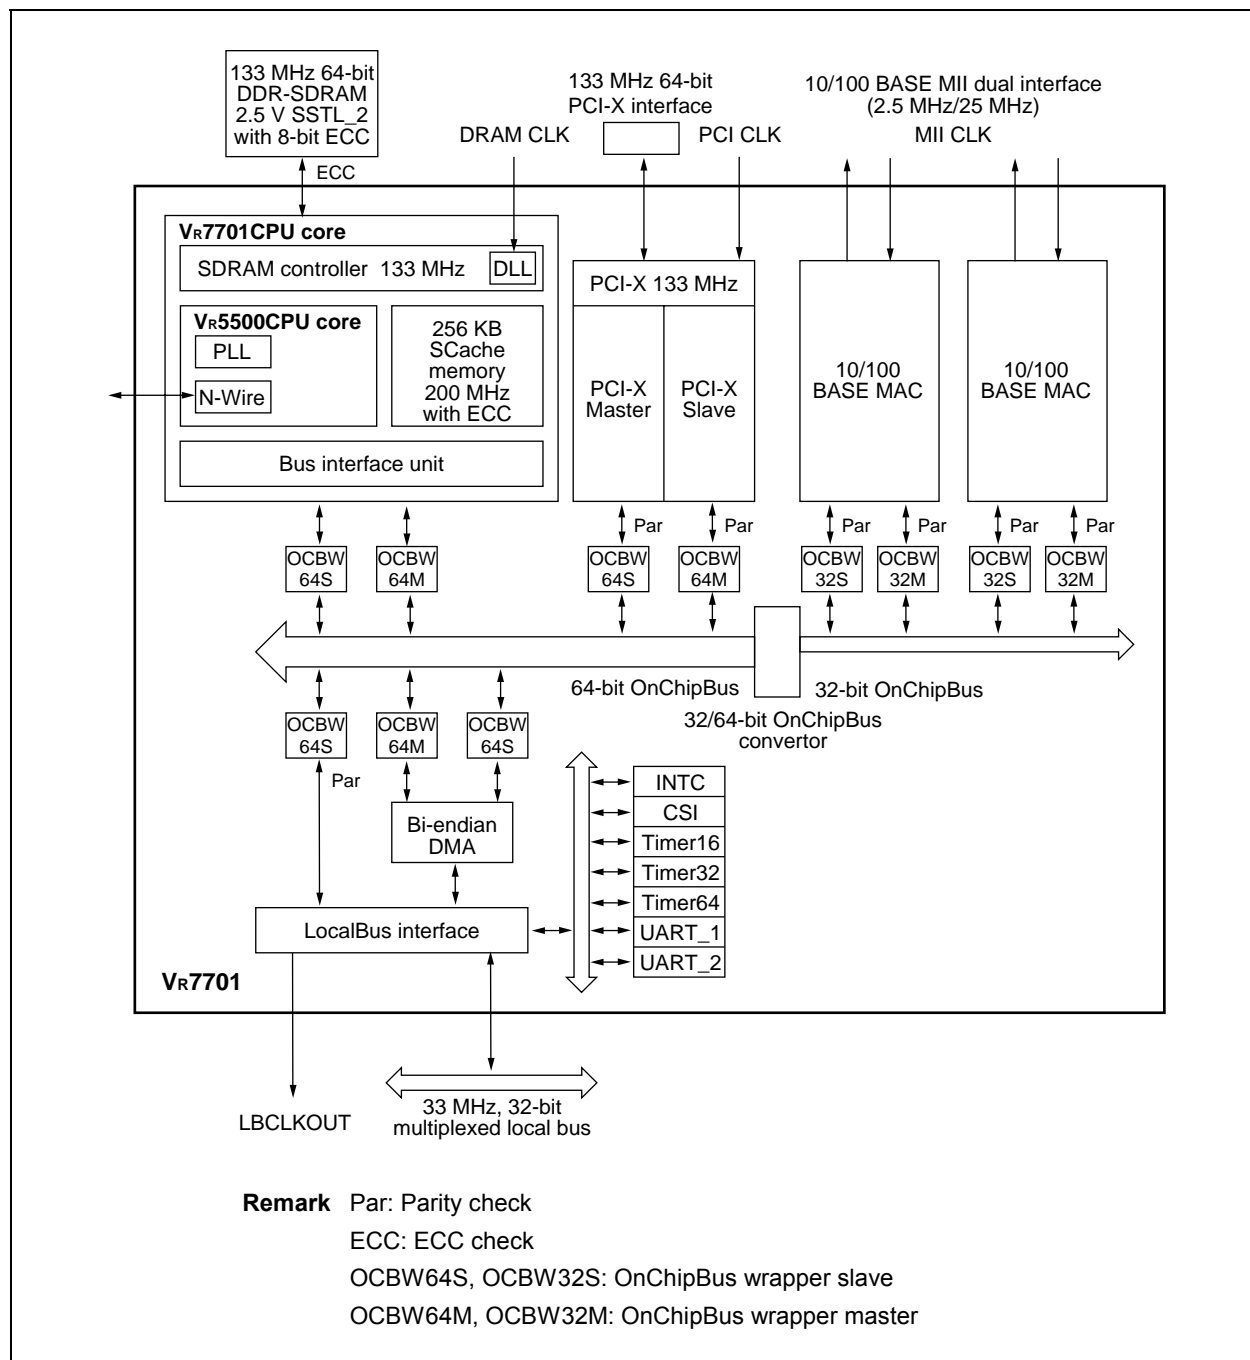 133 MHz 64-bit
DDR-SDRAM
2.5 V SSTL_2
with 8-bit ECC
133 MHz 64-bit
PCI-X interface
10/100 BASE MII dual interface
(2.5 MHz/25 MHz)
DRAM CLK
PCI CLK
MII CLK
ECC
VR7701CPU core
SDRAM controller 133 MHz
DLL
VR5500CPU core
PLL
N-Wire
256 KB
SCache
memory
200 MHz
with ECC
Bus interface unit
PCI-X 133 MHz
PCI-X
Master
PCI-X
Slave
10/100
BASE MAC
10/100
BASE MAC
Par
Par
Par
Par
Par
Par
OCBW
64S
OCBW
64M
OCBW
64S
OCBW
64M
OCBW
32S
OCBW
32M
OCBW
32S
OCBW
32M
64-bit OnChipBus
32-bit OnChipBus
32/64-bit OnChipBus
convertor
OCBW
64S
OCBW
64M
OCBW
64S
Par
Bi-endian
DMA
INTC
CSI
Timer16
Timer32
Timer64
UART_1
UART_2
LocalBus interface
VR7701
LBCLKOUT
33 MHz, 32-bit
multiplexed local bus
Remark Par: Parity check
ECC: ECC check
OCBW64S, OCBW32S: OnChipBus wrapper slave
OCBW64M, OCBW32M: OnChipBus wrapper master